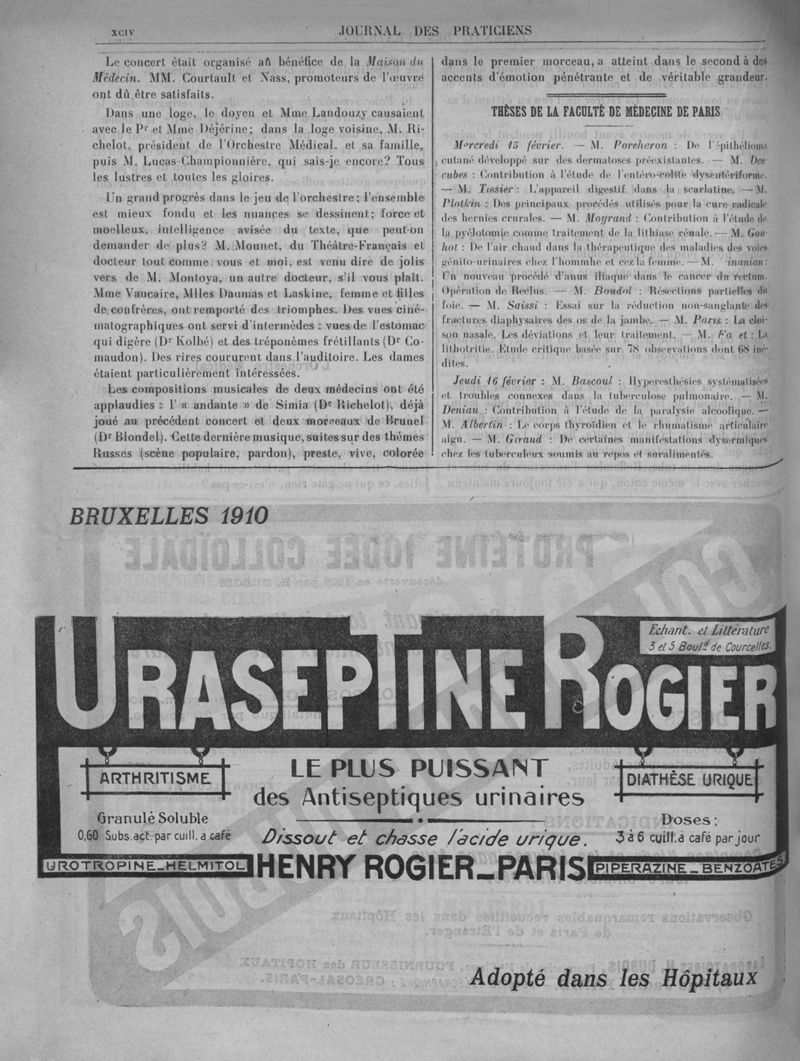 XCIV
JOURNAL DES PRATICIENS
Le concert était organisé au bénéfice de la Maison du
Médecin. MM. Courtault et Nass, promoteurs de l'œuvre
ont dû être satisfaits.
Dans une loge, le doyen et Mme Landouzy causaient
avec le Pr et Mme Déjérine; dans la loge voisine, M. Ri-
chelot, président de l'Orchestre Médical, et sa famille,
puis M. Lucas-Championnière, qui sais-je encore? Tous
les lustres et toutes les gloires.
Un grand progrès dans le jeu de l'orchestre; l'ensemble
est mieux fondu et les nuances se dessinent; force et
moelleux, intelligence avisée du texte, que peut-on
demander de plus? M. Mounet, du Théâtre-Français et
docteur tout comme vous et moi, est venu dire de jolis
vers de M. Montoya, un autre docteur, s'il vous plaît.
Mme Vaucaire, Mlles Daumas et Laskine, femme et filles
de confrères, ont remporté des triomphes. Des vues ciné-
matographiques ont servi d'intermèdes : vues de l'estomac
qui digère (Dr Kolbé) et des tréponèmes frétillants (Dr Co-
maudon). Des rires coururent dans l'auditoire. Les dames
étaient particulièrement intéressées.
Les compositions musicales de deux médecins ont été
applaudies : l' « andante » de Simia (Dr Richelot), déjà
joué au précédent concert et deux morceaux de Brunel
(Dr Blondel). Cette dernière musique, suites sur des thèmes
Russes (scène populaire, pardon), preste, vive, colorée
dans le premier morceau, a atteint dans le second à des
accents d'émotion pénétrante et de véritable grandeur.
THÈSES DE LA FACULTÉ DE MÉDECINE DE PARIS
Mercredi 15 février. — M. Porcheron : De l'épithélioma
cutané développé sur des dermatoses préexistantes. — M. Des
cubes : Contribution à l'étude de l'entéro-colite dysentériforme.
— M. Tissier : L'appareil digestif dans la scarlatine. — M.
Plotkin : Des principaux procédés utilisés pour la cure radicale
des hernies crurales. — M. Moyrand : Contribution à l'étude de
la pyélotomie comme traitement de la lithiase rénale. — M. Gou
hot : De l'air chaud dans la thérapeutique des maladies des voies
génito-urinaires chez l'hommhe et cez la femme. — M. inanian:
Un nouveau procédé d'anus iliaque dans le cancer du rectum.
Opération de Reclus. — M. Boudol : Résections partielles du
foie. — M. Saissi : Essai sur la réduction non-sanglante des
fractures diaphysaires des os de la jambe. — M. Paris : La cloi-
son nasale. Les déviations et leur traitement. — M. Fa et : La
lithotritie. Etude critique basée sur 78 observations dont 68 iné-
dites.
Jeudi 16 février : M. Bascoul : Hyperesthésies systématisées
et troubles connexes dans la tuberculose pulmonaire. — M.
Deniau : Contribution à l'étude de la paralysie alcoolique. —
M. Albertin : Le corps thyroïdien et le rhumatisme articulaire
aigu. — M. Giraud : De certaines manifestations dysermiques
chez les tuberculeux soumis au repos et suralimentés.
BRUXELLES 1910
Echant. et Littérature
3 et 5 Bould de Courcelles.
URASEPTINE ROGIER
ARTHRITISME
LE PLUS PUISSANT
des Antiseptiques urinaires
DIATHÈSE URIQUE
Granulé Soluble
0,60 Subs. act. par cuill. à café
Dissout et chasse l'acide urique.
Doses :
3 à 6 cuill. à café par jour
UROTROPINE_HELMITOL
HENRY ROGIER_PARIS
PIPERAZINE_BENZOATES
Adopté dans les Hôpitaux